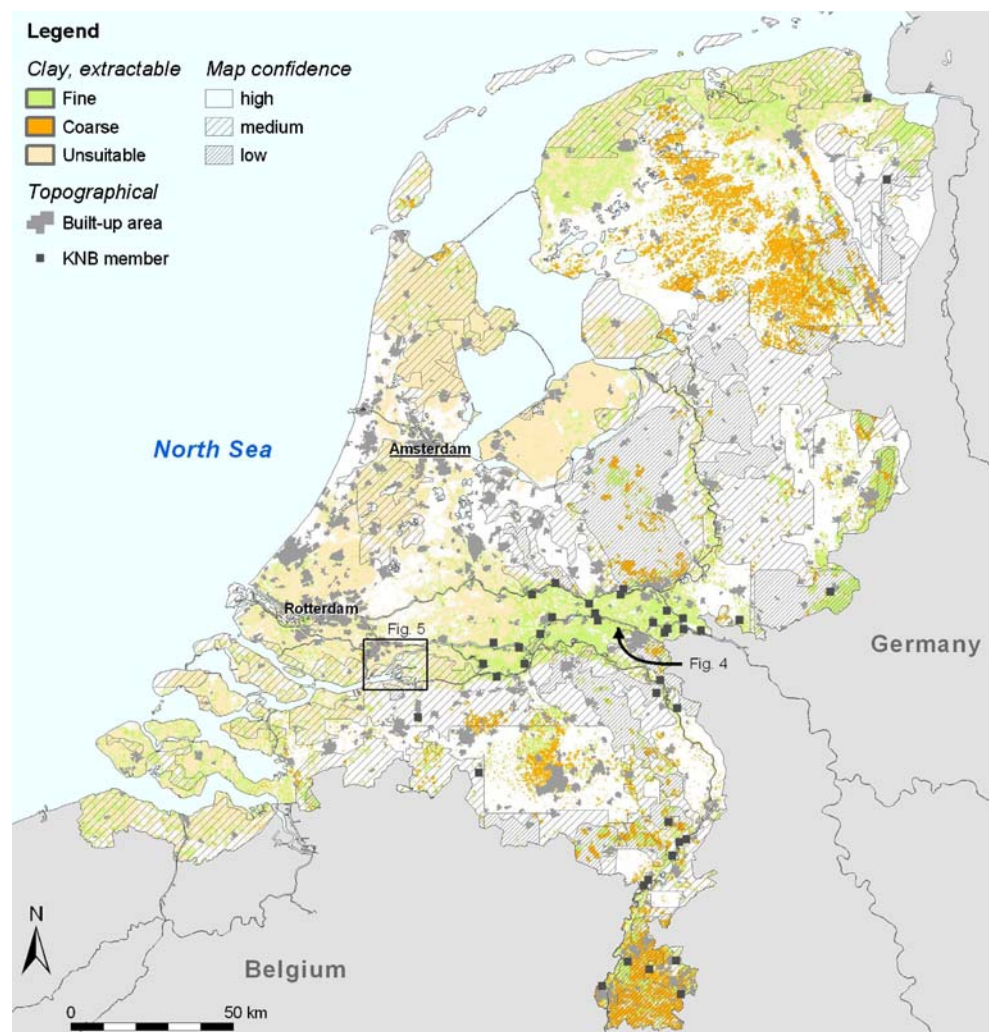 Legend
Clay, extractable
Map confidence
Fine
high
Coarse
medium
Unsuitable
low
Topographical
Built-up area
KNB member
North Sea
Amsterdam
Rotterdam
Fig. 5
Germany
Fig. 4
N
Belgium
0 50 km